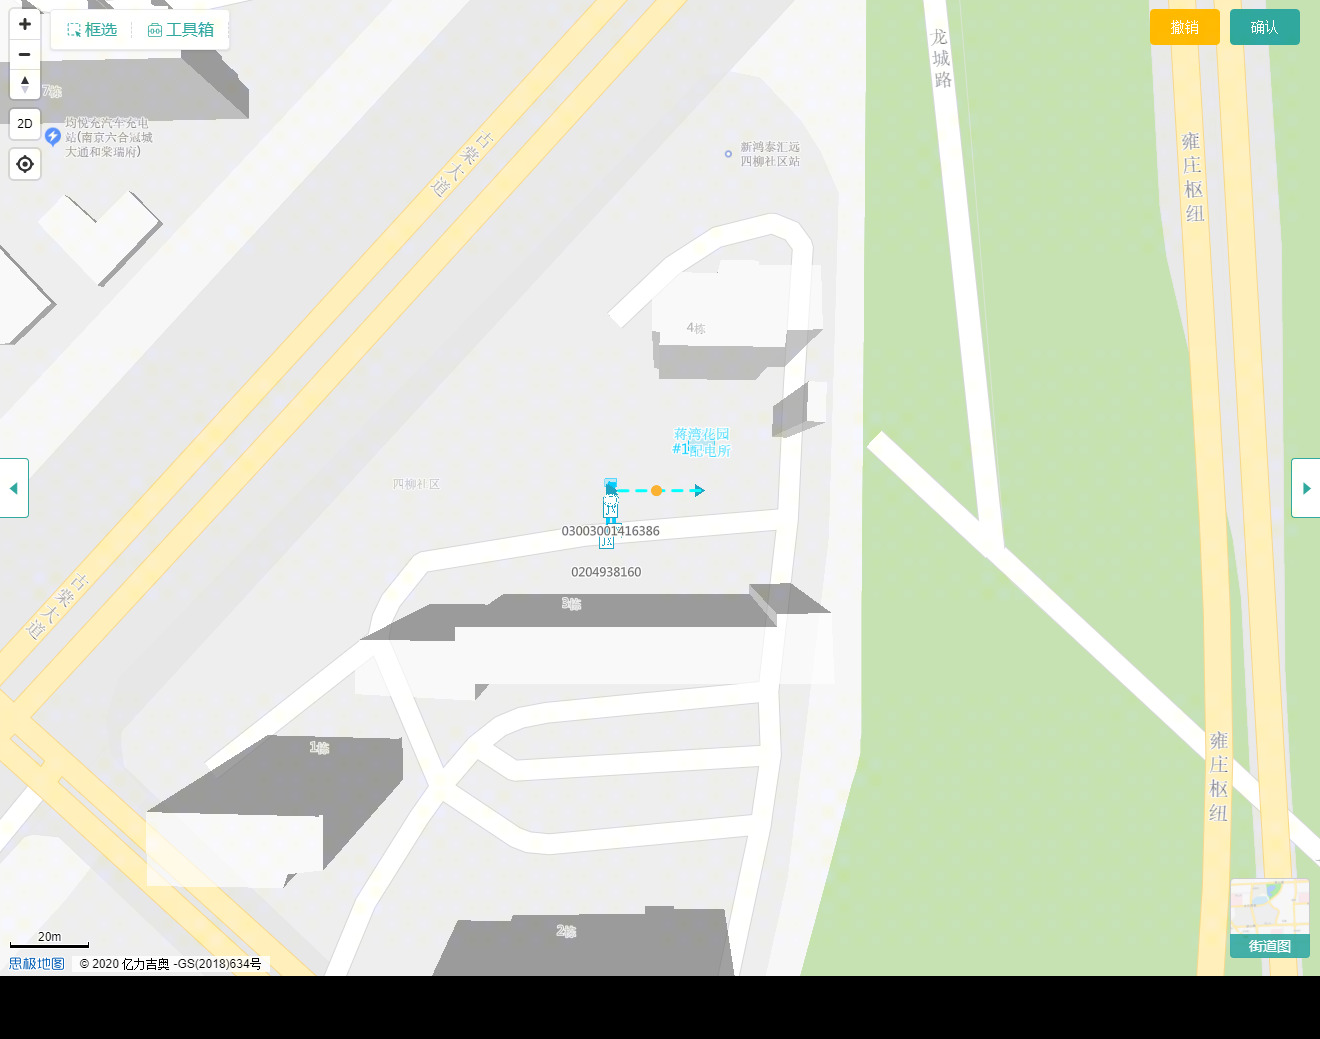 框选
工具箱
撤销
确认
2D
7栋
均悦充汽车充电
站(南京六合冠城
大通和棠瑞府)
古棠大道
龙城路
雍庄枢纽
新鸿泰汇远
四柳社区站
4栋
蒋湾花园
#1配电所
四柳社区
JX
03003001416386
JX
0204938160
古棠大道
3栋
1栋
雍庄枢纽
2栋
20m
思极地图
© 2020 亿力吉奥 -GS(2018)634号
街道图